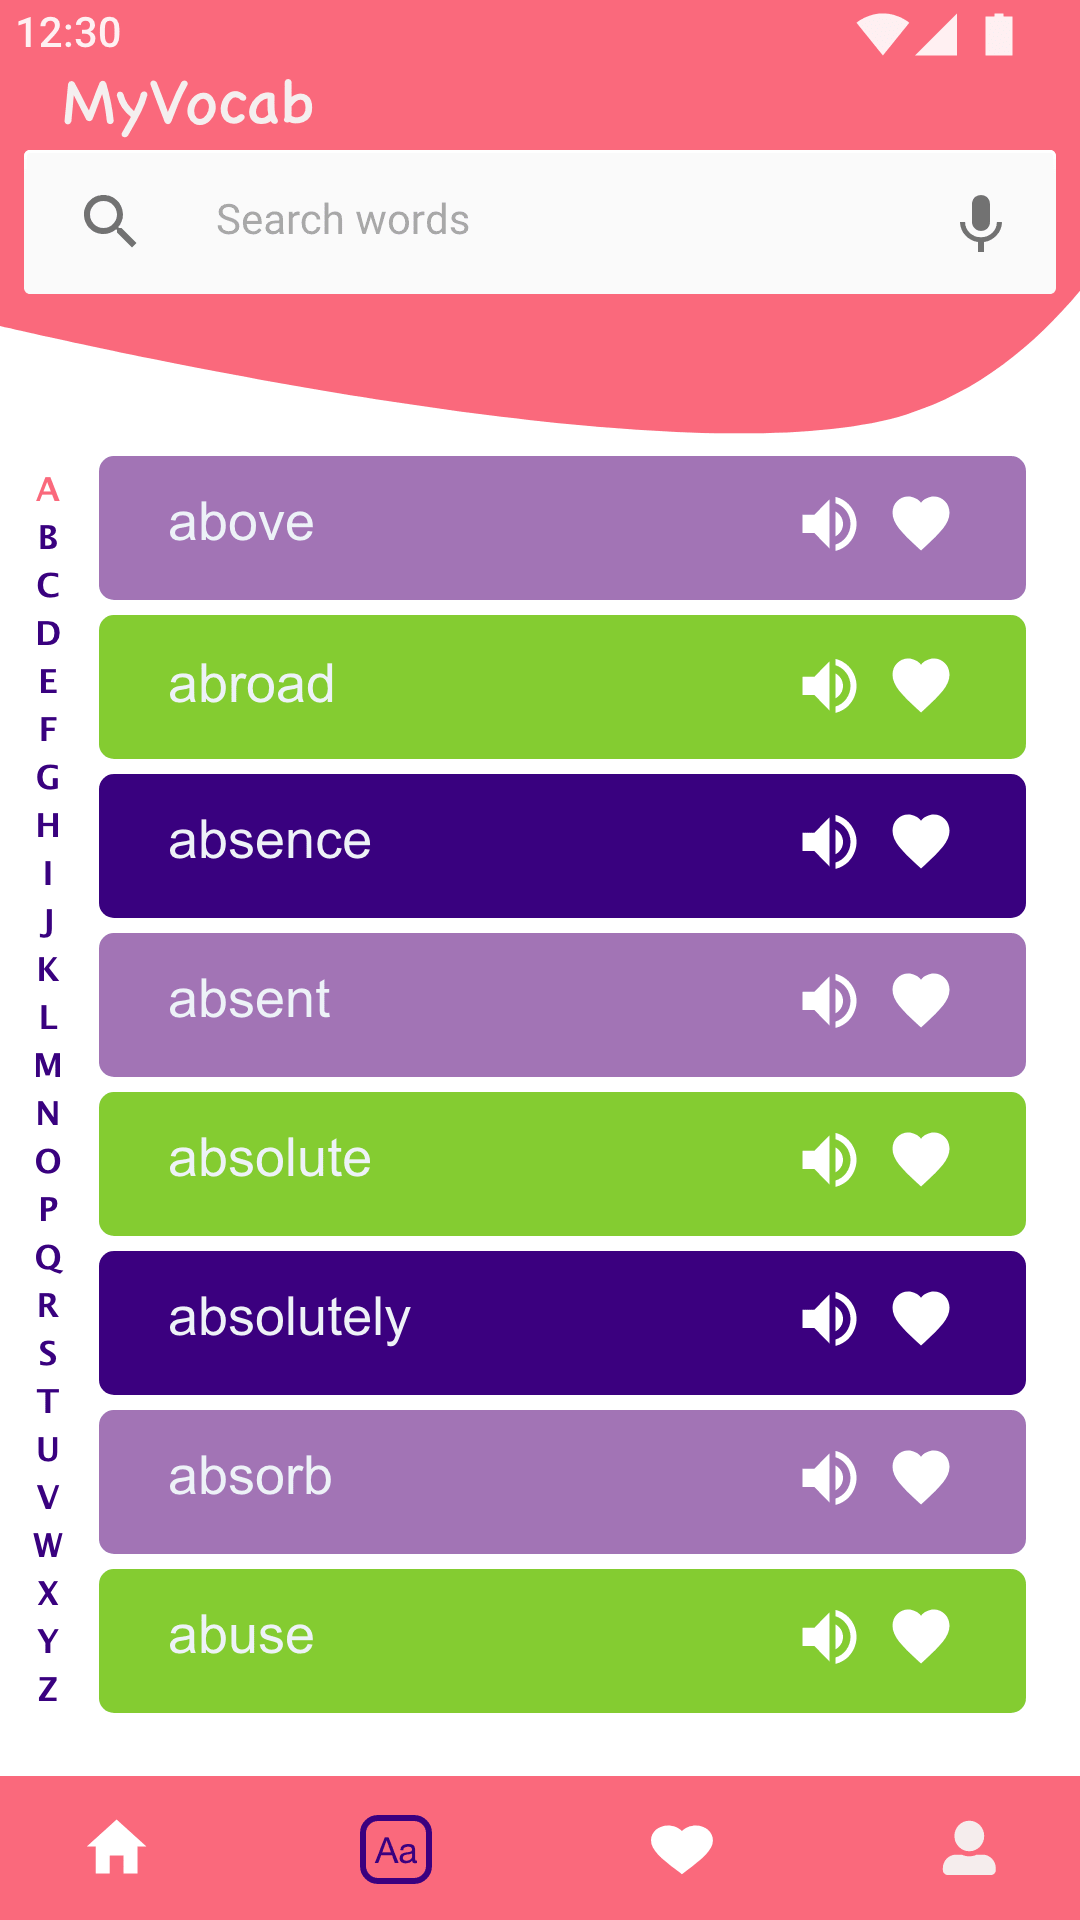 12:30
MyVocab
Search words
A
B
C
D
E
F
G
H
I
J
K
L
M
N
O
P
Q
R
S
T
U
V
W
X
Y
Z
above
abroad
absence
absent
absolute
absolutely
absorb
abuse
Aa